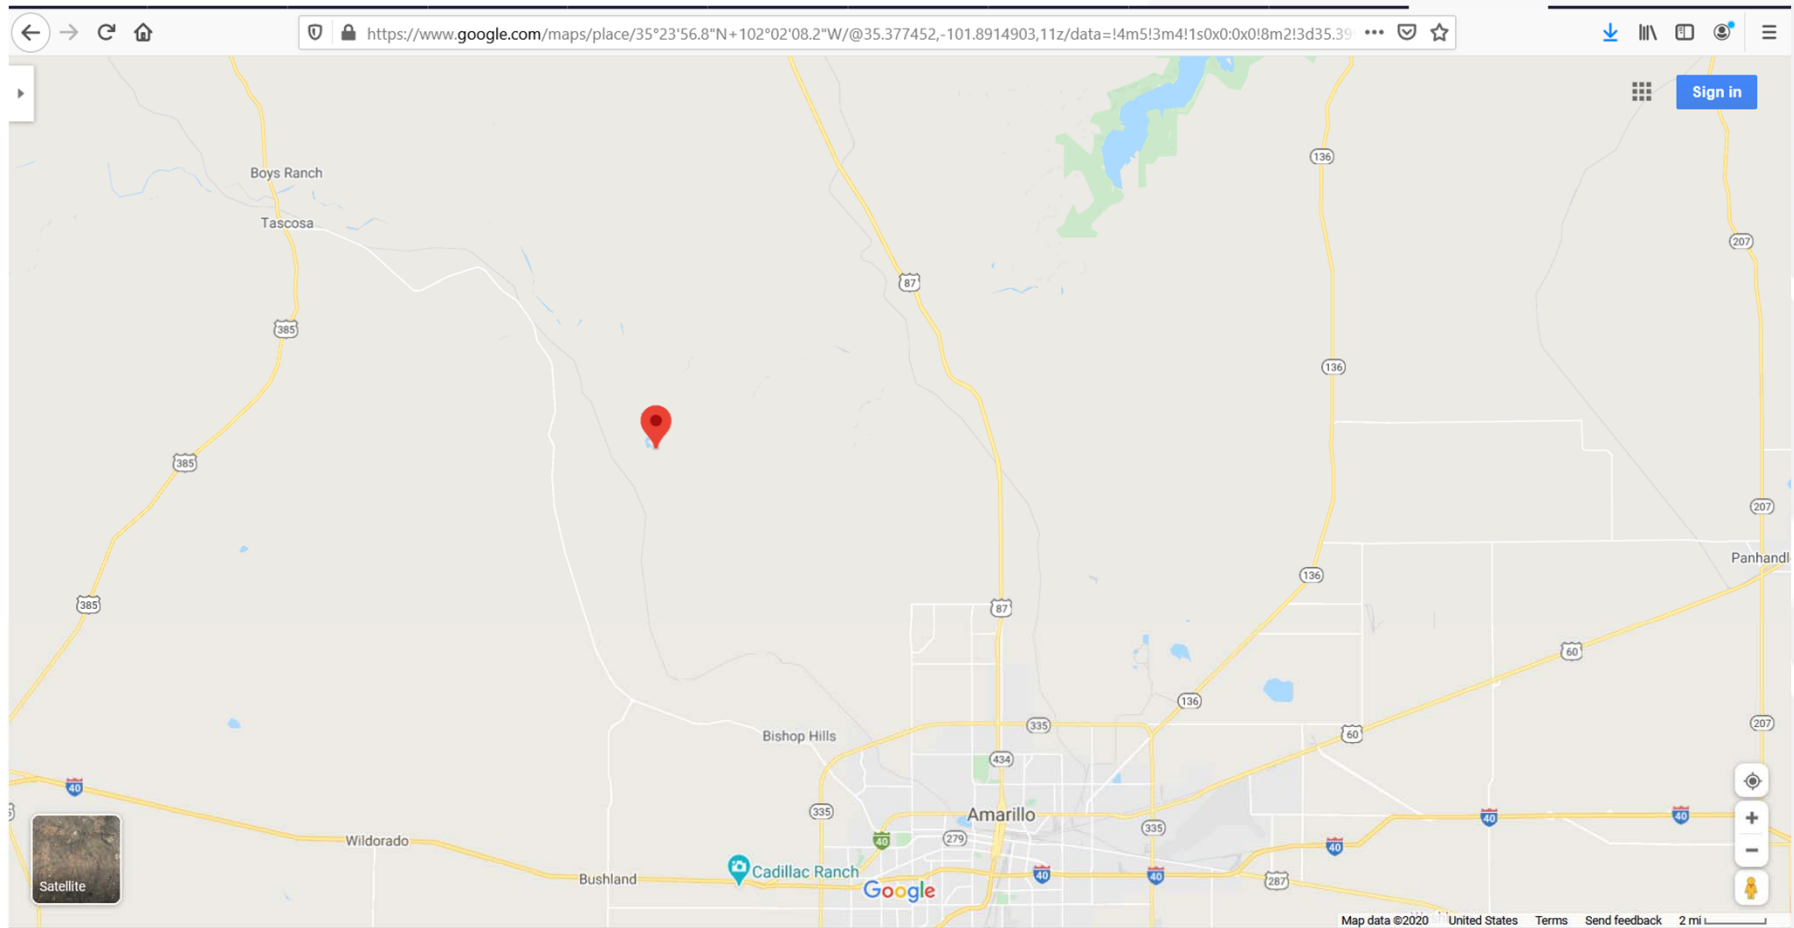 https://www.google.com/maps/place/35°23'56.8"N+102°02'08.2"W/@35.377452,-101.8914903,11z/data=!4m5!3m4!1s0x0:0x0!8m2!3d35.39
Sign in
136
Boys Ranch
Tascosa
207
87
385
136
385
207
Panhandl
136
385
87
60
136
335
207
Bishop Hills
60
434
40
335
Amarillo
335
40
40
279
40
Wildorado
40
Cadillac Ranch
40
40
Bushland
287
Satellite
Google
Map data ©2020 United States Terms Send feedback 2 mi